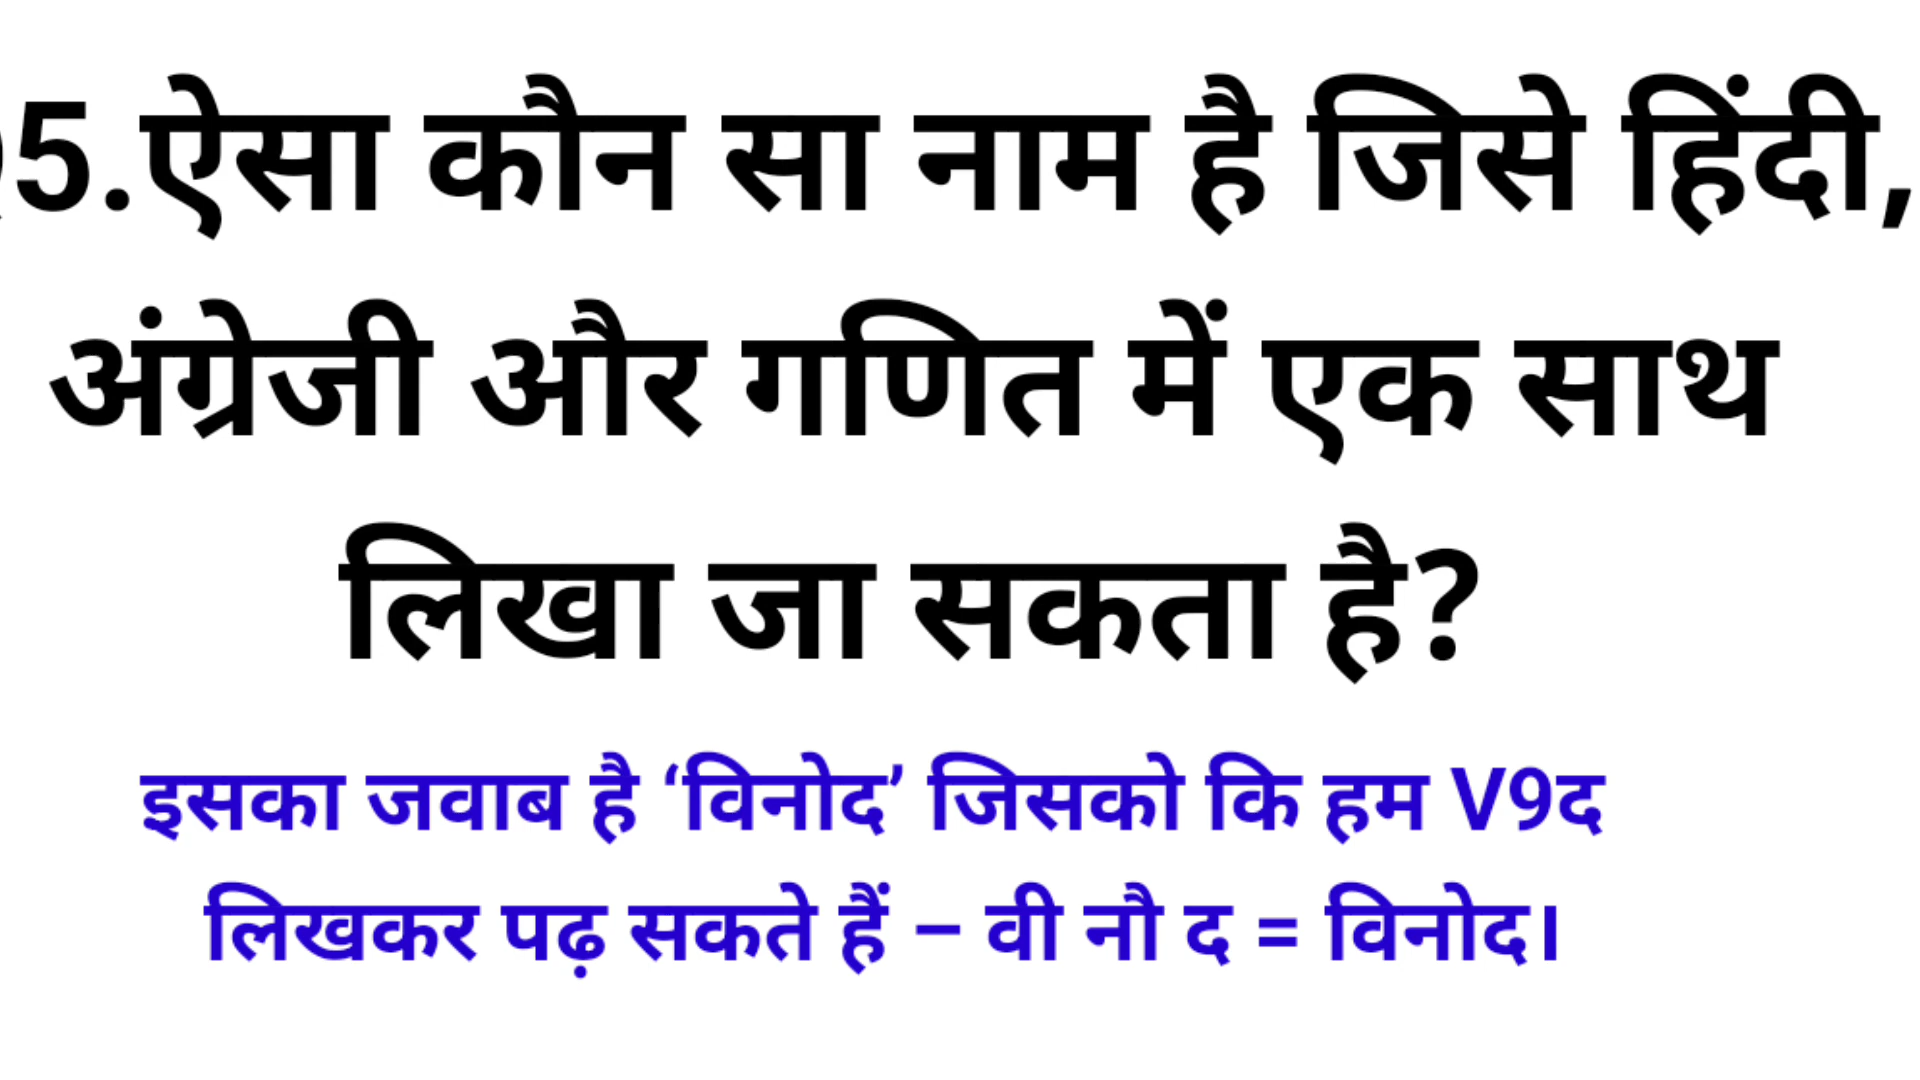 5.ऐसा कौन सा नाम है जिसे हिंदी,
अंग्रेजी और गणित में एक साथ
लिखा जा सकता है?
इसका जवाब है ‘विनोद’ जिसको कि हम V9द
लिखकर पढ़ सकते हैं – वी नौ द = विनोद।